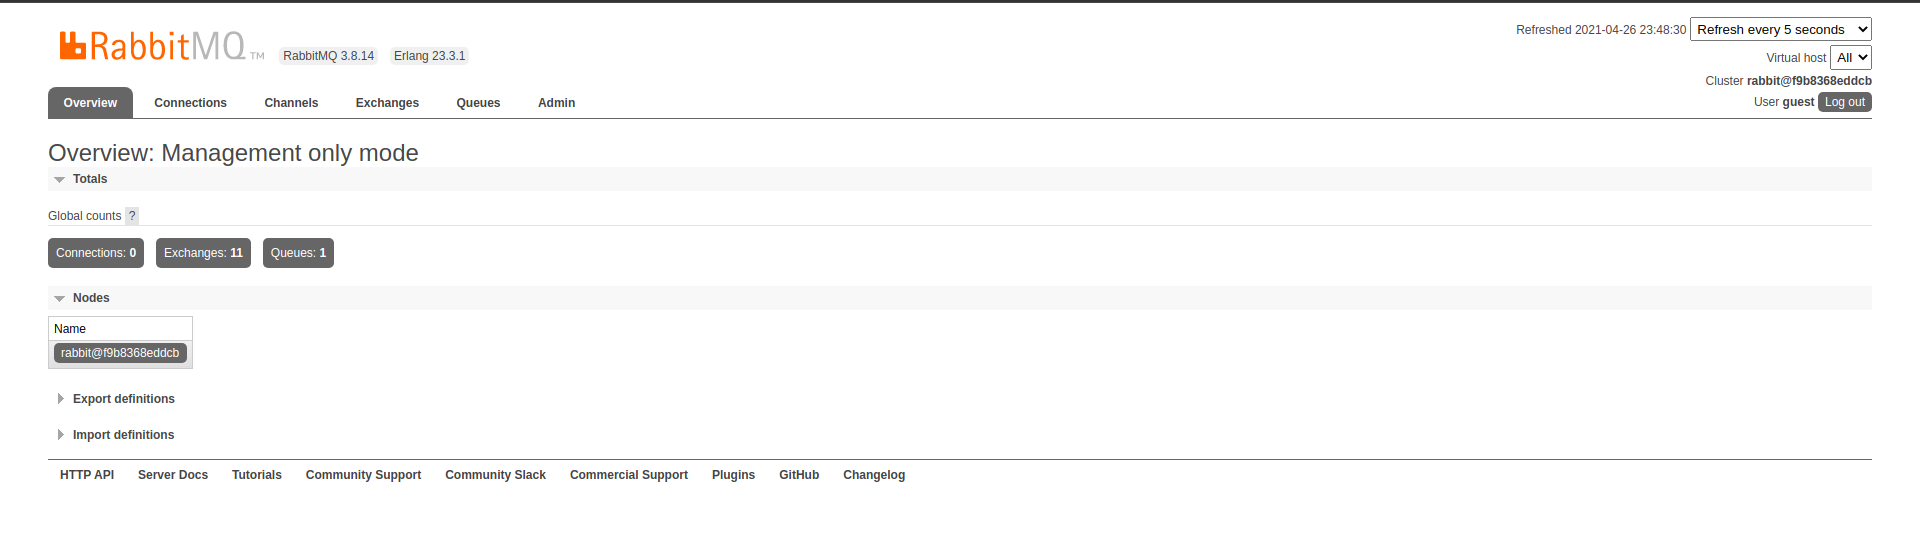 RabbitMQ TM RabbitMQ 3.8.14 Erlang 23.3.1
Refreshed 2021-04-26 23:48:30 Refresh every 5 seconds
Virtual host All
Cluster rabbit@f9b8368eddcb
User guest Log out
Overview Connections Channels Exchanges Queues Admin
Overview: Management only mode
Totals
Global counts ?
Connections: 0 Exchanges: 11 Queues: 1
Nodes
Name
rabbit@f9b8368eddcb
Export definitions
Import definitions
HTTP API Server Docs Tutorials Community Support Community Slack Commercial Support Plugins GitHub Changelog